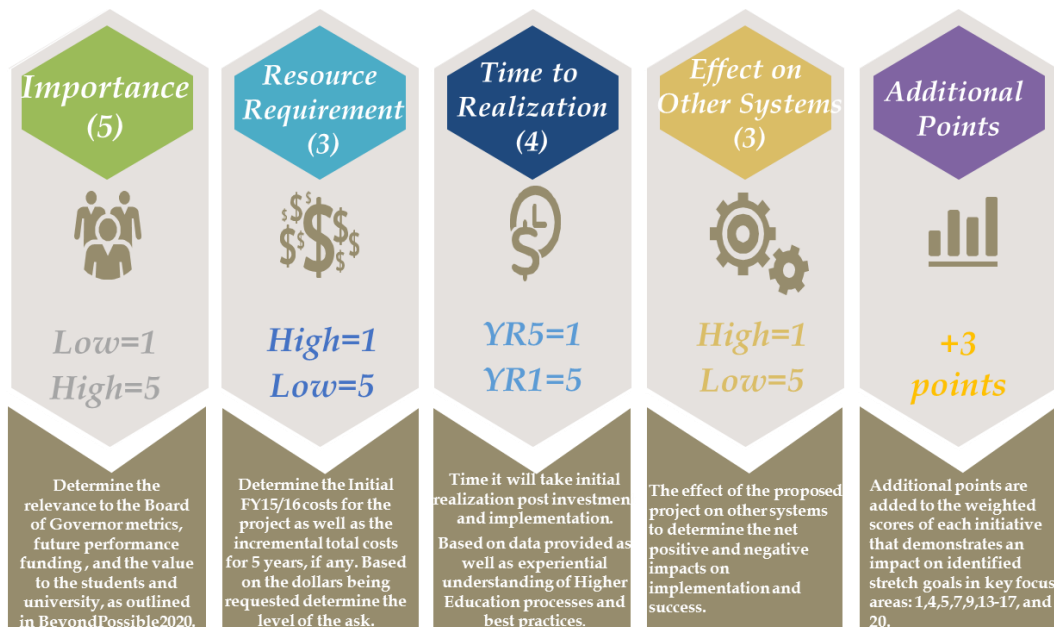 Importance
(5)
Low=1
High=5
Determine the
relevance to the Board
of Governor metrics,
future performance
funding , and the value
to the students and
university, as outlined
in BeyondPossible2020.
Resource
Requirement
(3)
$ $ $ $ $ $ $ $ $
High=1
Low=5
Determine the Initial
FY15/16 costs for the
project as well as the
incremental total costs
for 5 years, if any. Based
on the dollars being
requested determine the
level of the ask.
Time to
Realization
(4)
$
YR5=1
YR1=5
Time it will take initial
realization post investmen
and implementation.
Based on data provided as
well as experiential
understanding of Higher
Education processes and
best practices.
Effect on
Other Systems
(3)
High=1
Low=5
The effect of the proposed
project on other systems
to determine the net
positive and negative
impacts on
implementation and
success.
Additional
Points
+3
points
Additional points are
added to the weighted
scores of each initiative
that demonstrates an
impact on identified
stretch goals in key focus
areas: 1,4,5,7,9,13-17, and
20.